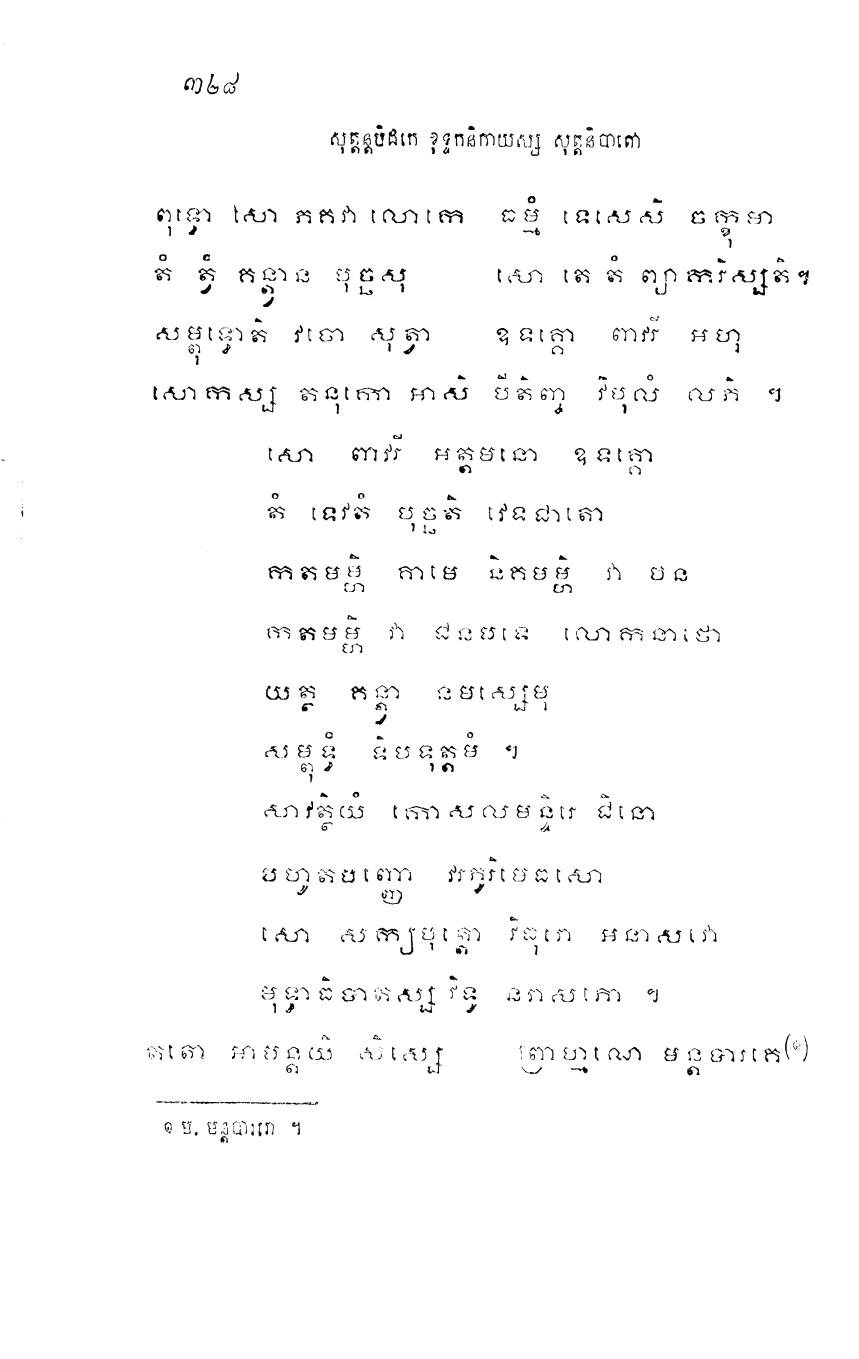 ៣២៨
សុត្តន្តបិដកេ ខុទ្ទកនិកាយស្ស សុត្តនិបាតោ
ពុទ្ធោ សោ ភគវា លោកេ ធម្មំ ទេសេសិ ចក្ខុមា
តំ ត្វំ គន្ត្វាន បុច្ឆស្សុ សោ តេ តំ ព្យាករិស្សតិ។
សម្ពុទ្ធោតិ វចោ សុត្វា ឧទគ្គោ ពាវរី អហុ
សោកស្ស តនុកោ អាសិ បីតិញ្ច វិបុលំ លភិ ។
សោ ពាវរី អត្តមនោ ឧទគ្គោ
តំ ទេវតំ បុច្ឆតិ វេទជាតោ
កតមម្ហិ គាមេ និគមម្ហិ វា បន
កតមម្ហិ វា ជនបទេ លោកនាថោ
យត្ថ គន្ត្វា នមស្សេមុ
សម្ពុទ្ធំ ទិបទុត្តមំ ។
សាវត្ថិយំ កោសលមន្ទិរេ ជិនោ
បហូតបញ្ញោ វរភូរិមេធសោ
សោ សក្យបុត្តោ វិធុរោ អនាសវោ
មុទ្ធាធិបាតស្ស វិទូ នរាសភោ ។
តតោ អាមន្តយិ សិស្សេ ព្រាហ្មណោ មន្តបារគេ(១)
១ ម. មន្តបារគោ ។